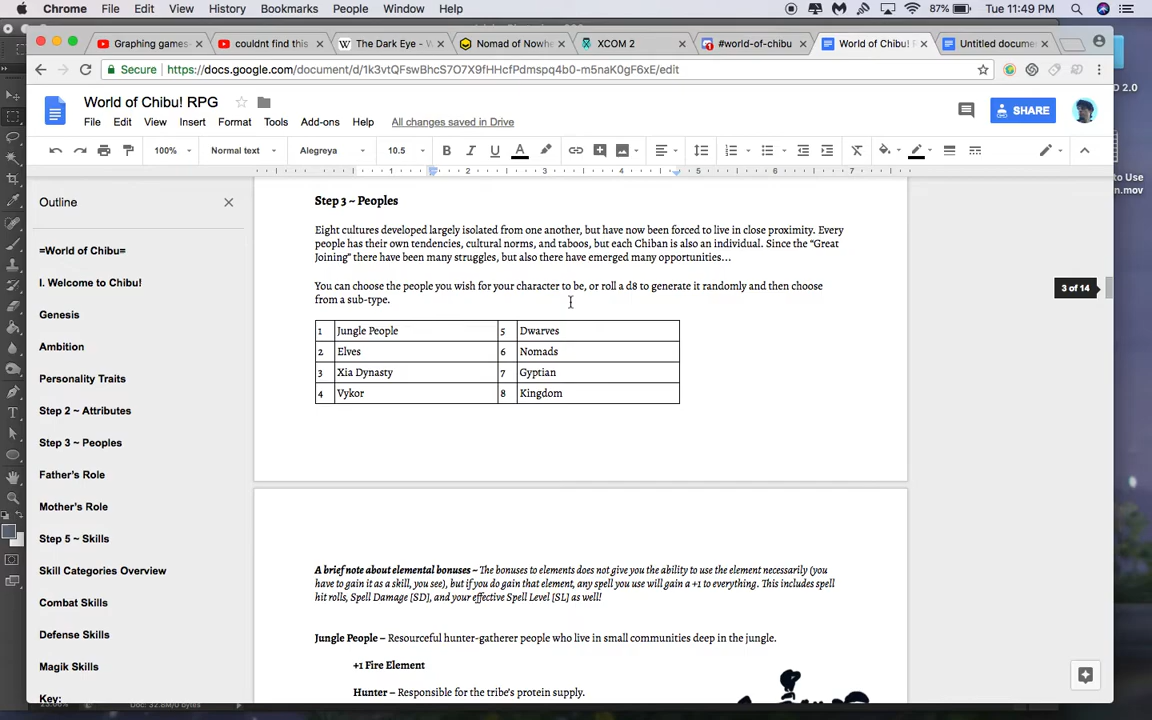 Chrome File Edit View History Bookmarks People Window Help 87% Tue 11:49 PM
Graphing games couldnt find this The Dark Eye - W Nomad of Nowhe XCOM 2 #world-of-chibu World of Chibu! F Untitled docume
Secure https://docs.google.com/document/d/1k3vtQFswBhcS7O7X9fHHcfPdmspq4b0-m5naK0gF6xE/edit
World of Chibu! RPG
File Edit View Insert Format Tools Add-ons Help All changes saved in Drive
SHARE
100% Normal text Alegreya 10.5
1 2 3 4 5 6 7
Outline
=World of Chibu=
I. Welcome to Chibu!
Genesis
Ambition
Personality Traits
Step 2 ~ Attributes
Step 3 ~ Peoples
Father's Role
Mother's Role
Step 5 ~ Skills
Skill Categories Overview
Combat Skills
Defense Skills
Magik Skills
Key:
Step 3 ~ Peoples
Eight cultures developed largely isolated from one another, but have now been forced to live in close proximity. Every
people has their own tendencies, cultural norms, and taboos, but each Chiban is also an individual. Since the “Great
Joining” there have been many struggles, but also there have emerged many opportunities...
You can choose the people you wish for your character to be, or roll a d8 to generate it randomly and then choose
from a sub-type.
1 Jungle People 5 Dwarves
2 Elves 6 Nomads
3 Xia Dynasty 7 Gyptian
4 Vykor 8 Kingdom
A brief note about elemental bonuses ~ The bonuses to elements does not give you the ability to use the element necessarily (you
have to gain it as a skill, you see), but if you do gain that element, any spell you use will gain a +1 to everything. This includes spell
hit rolls, Spell Damage [SD], and your effective Spell Level [SL] as well!
Jungle People – Resourceful hunter-gatherer people who live in small communities deep in the jungle.
+1 Fire Element
Hunter – Responsible for the tribe's protein supply.
3 of 14
O 2.0
to Use
n.mov